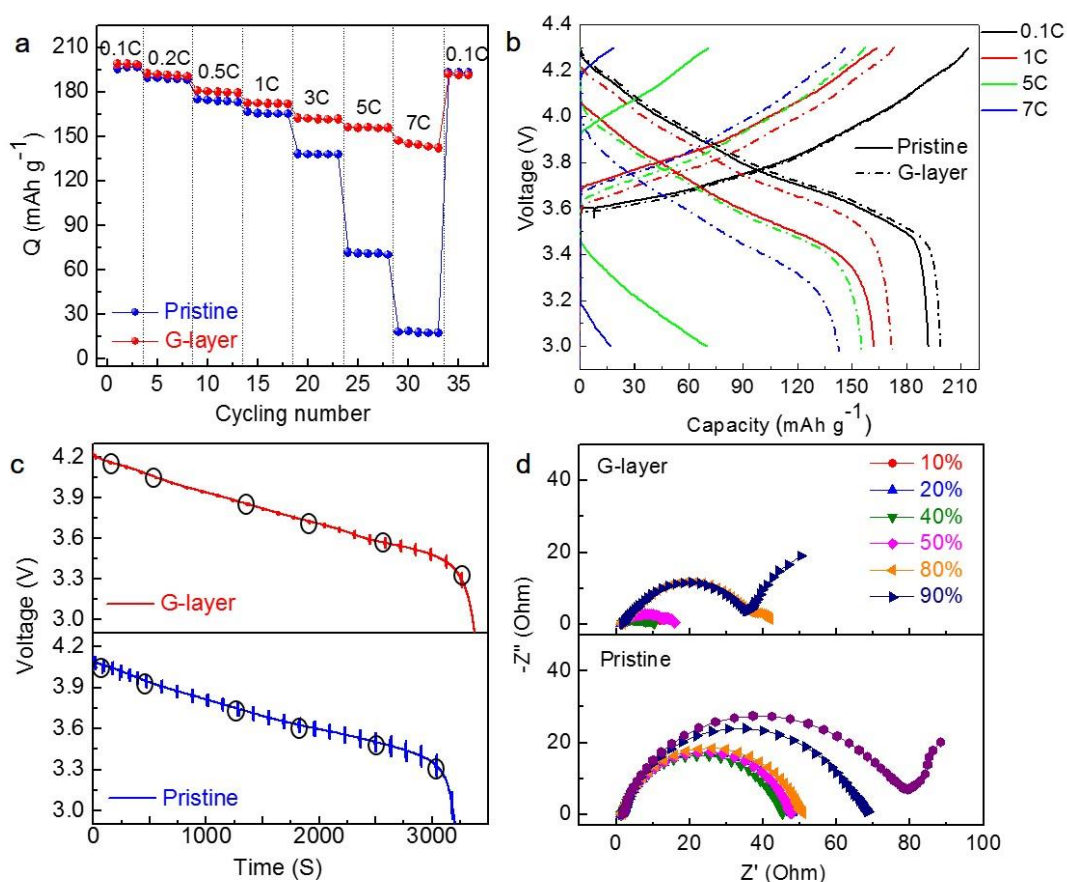 a
0.1C 0.2C 0.5C 1C 3C 5C 7C 0.1C
210
180
150
120
90
60
30
0
Q (mAh g⁻¹)
Pristine
G-layer
0 5 10 15 20 25 30 35
Cycling number
b
4.4
4.2
4.0
3.8
3.6
3.4
3.2
3.0
Voltage (V)
Pristine
G-layer
0 30 60 90 120 150 180 210
Capacity (mAh g⁻¹)
0.1C
1C
5C
7C
c
4.2
3.9
3.6
3.3
3.0
G-layer
4.2
3.9
3.6
3.3
3.0
Pristine
Voltage (V)
0 1000 2000 3000
Time (S)
d
40
20
0
G-layer
10%
20%
40%
50%
80%
90%
40
20
0
Pristine
-Z" (Ohm)
0 20 40 60 80 100
Z' (Ohm)